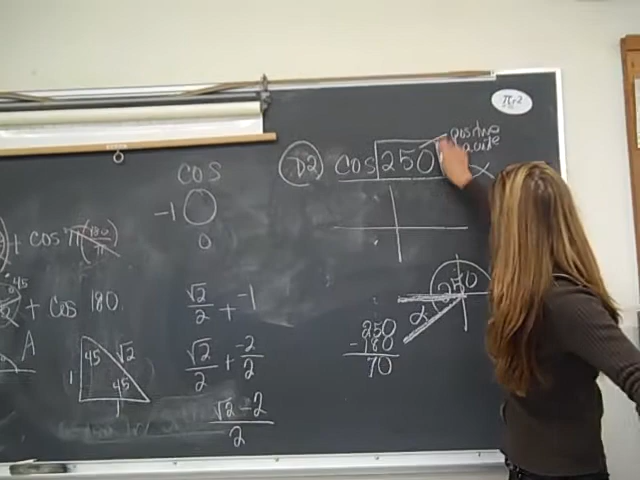 πr2
D2 cos 250 positive acute
α
cos
-1
0
+ cos π(180/π)
45
+ cos 180
A
45 √2
1 45
1
√2/2 + -1
√2/2 + -2/2
√2 - 2/2
250
α
250
- 180
70